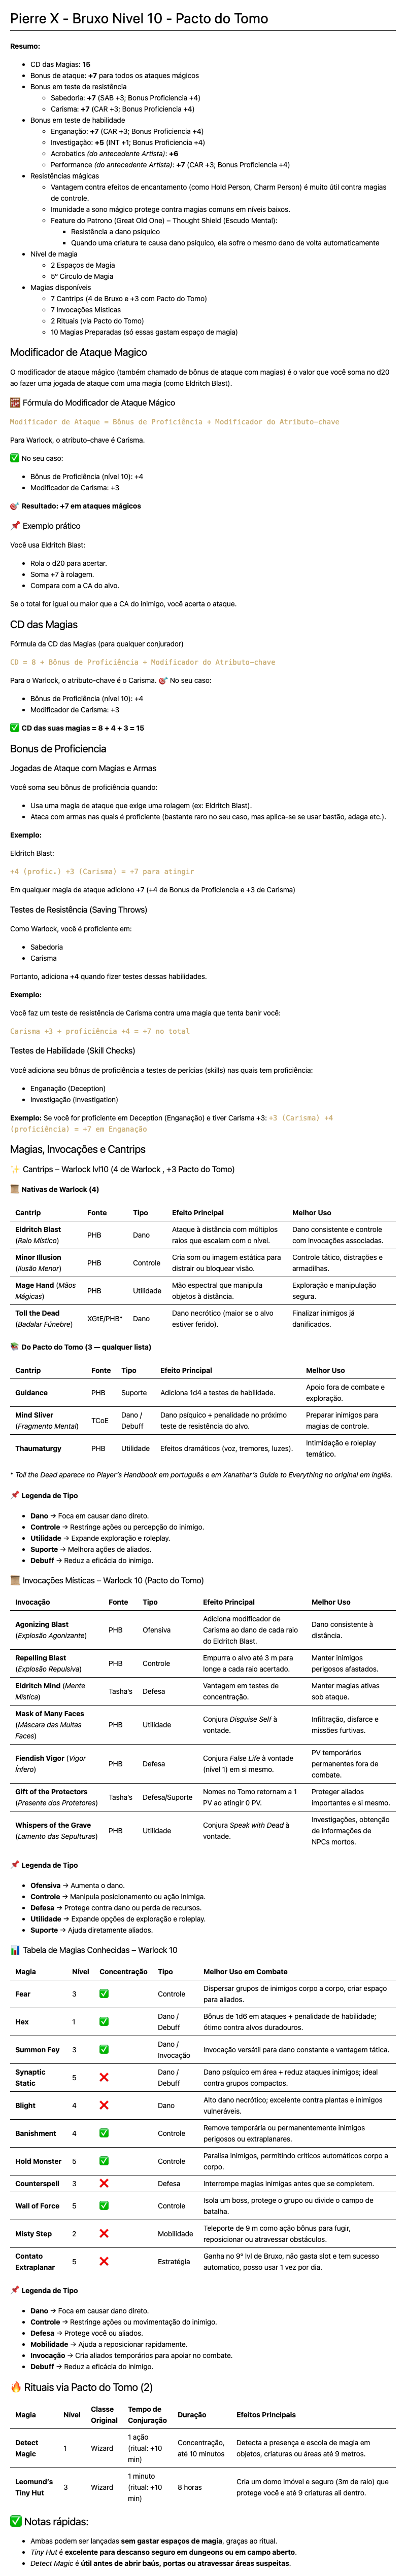 Pierre X - Bruxo Nivel 10 - Pacto do Tomo
Resumo:
• CD das Magias: 15
• Bonus de ataque: +7 para todos os ataques mágicos
• Bonus em teste de resistência
◦ Sabedoria: +7 (SAB +3; Bonus Proficiencia +4)
◦ Carisma: +7 (CAR +3; Bonus Proficiencia +4)
• Bonus em teste de habilidade
◦ Enganação: +7 (CAR +3; Bonus Proficiencia +4)
◦ Investigação: +5 (INT +1; Bonus Proficiencia +4)
◦ Acrobatics (do antecedente Artista): +6
◦ Performance (do antecedente Artista): +7 (CAR +3; Bonus Proficiencia +4)
• Resistências mágicas
◦ Vantagem contra efeitos de encantamento (como Hold Person, Charm Person) é muito útil contra magias
de controle.
◦ Imunidade a sono mágico protege contra magias comuns em níveis baixos.
◦ Feature do Patrono (Great Old One) – Thought Shield (Escudo Mental):
▪ Resistência a dano psíquico
▪ Quando uma criatura te causa dano psíquico, ela sofre o mesmo dano de volta automaticamente
• Nível de magia
◦ 2 Espaços de Magia
◦ 5º Circulo de Magia
• Magias disponíveis
◦ 7 Cantrips (4 de Bruxo e +3 com Pacto do Tomo)
◦ 7 Invocações Místicas
◦ 2 Rituais (via Pacto do Tomo)
◦ 10 Magias Preparadas (só essas gastam espaço de magia)
Modificador de Ataque Magico
O modificador de ataque mágico (também chamado de bônus de ataque com magias) é o valor que você soma no d20
ao fazer uma jogada de ataque com uma magia (como Eldritch Blast).
🧱 Fórmula do Modificador de Ataque Mágico
Modificador de Ataque = Bônus de Proficiência + Modificador do Atributo-chave
Para Warlock, o atributo-chave é Carisma.
✅ No seu caso:
• Bônus de Proficiência (nível 10): +4
• Modificador de Carisma: +3
🎯 Resultado: +7 em ataques mágicos
📌 Exemplo prático
Você usa Eldritch Blast:
• Rola o d20 para acertar.
• Soma +7 à rolagem.
• Compara com a CA do alvo.
Se o total for igual ou maior que a CA do inimigo, você acerta o ataque.
CD das Magias
Fórmula da CD das Magias (para qualquer conjurador)
CD = 8 + Bônus de Proficiência + Modificador do Atributo-chave
Para o Warlock, o atributo-chave é o Carisma. 🎯 No seu caso:
• Bônus de Proficiência (nível 10): +4
• Modificador de Carisma: +3
✅ CD das suas magias = 8 + 4 + 3 = 15
Bonus de Proficiencia
Jogadas de Ataque com Magias e Armas
Você soma seu bônus de proficiência quando:
• Usa uma magia de ataque que exige uma rolagem (ex: Eldritch Blast).
• Ataca com armas nas quais é proficiente (bastante raro no seu caso, mas aplica-se se usar bastão, adaga etc.).
Exemplo:
Eldritch Blast:
+4 (profic.) +3 (Carisma) = +7 para atingir
Em qualquer magia de ataque adiciono +7 (+4 de Bonus de Proficiencia e +3 de Carisma)
Testes de Resistência (Saving Throws)
Como Warlock, você é proficiente em:
• Sabedoria
• Carisma
Portanto, adiciona +4 quando fizer testes dessas habilidades.
Exemplo:
Você faz um teste de resistência de Carisma contra uma magia que tenta banir você:
Carisma +3 + proficiência +4 = +7 no total
Testes de Habilidade (Skill Checks)
Você adiciona seu bônus de proficiência a testes de perícias (skills) nas quais tem proficiência:
• Enganação (Deception)
• Investigação (Investigation)
Exemplo: Se você for proficiente em Deception (Enganação) e tiver Carisma +3: +3 (Carisma) +4
(proficiência) = +7 em Enganação
Magias, Invocações e Cantrips
✨ Cantrips – Warlock lvl10 (4 de Warlock , +3 Pacto do Tomo)
📜 Nativas de Warlock (4)
Cantrip Fonte Tipo Efeito Principal Melhor Uso
Eldritch Blast (Raio Místico) PHB Dano Ataque à distância com múltiplos raios que escalam com o nível. Dano consistente e controle com invocações associadas.
Minor Illusion (Ilusão Menor) PHB Controle Cria som ou imagem estática para distrair ou bloquear visão. Controle tático, distrações e armadilhas.
Mage Hand (Mãos Mágicas) PHB Utilidade Mão espectral que manipula objetos à distância. Exploração e manipulação segura.
Toll the Dead (Badalar Fúnebre) XGtE/PHB* Dano Dano necrótico (maior se o alvo estiver ferido). Finalizar inimigos já danificados.
📚 Do Pacto do Tomo (3 — qualquer lista)
Cantrip Fonte Tipo Efeito Principal Melhor Uso
Guidance PHB Suporte Adiciona 1d4 a testes de habilidade. Apoio fora de combate e exploração.
Mind Sliver (Fragmento Mental) TCoE Dano / Debuff Dano psíquico + penalidade no próximo teste de resistência do alvo. Preparar inimigos para magias de controle.
Thaumaturgy PHB Utilidade Efeitos dramáticos (voz, tremores, luzes). Intimidação e roleplay temático.
* Toll the Dead aparece no Player's Handbook em português e em Xanathar's Guide to Everything no original em inglês.
📌 Legenda de Tipo
• Dano → Foca em causar dano direto.
• Controle → Restringe ações ou percepção do inimigo.
• Utilidade → Expande exploração e roleplay.
• Suporte → Melhora ações de aliados.
• Debuff → Reduz a eficácia do inimigo.
📜 Invocações Místicas – Warlock 10 (Pacto do Tomo)
Invocação Fonte Tipo Efeito Principal Melhor Uso
Agonizing Blast (Explosão Agonizante) PHB Ofensiva Adiciona modificador de Carisma ao dano de cada raio do Eldritch Blast. Dano consistente à distância.
Repelling Blast (Explosão Repulsiva) PHB Controle Empurra o alvo até 3 m para longe a cada raio acertado. Manter inimigos perigosos afastados.
Eldritch Mind (Mente Mística) Tasha's Defesa Vantagem em testes de concentração. Manter magias ativas sob ataque.
Mask of Many Faces (Máscara das Muitas Faces) PHB Utilidade Conjura Disguise Self à vontade. Infiltração, disfarce e missões furtivas.
Fiendish Vigor (Vigor Ínfero) PHB Defesa Conjura False Life à vontade (nível 1) em si mesmo. PV temporários permanentes fora de combate.
Gift of the Protectors (Presente dos Protetores) Tasha's Defesa/Suporte Nomes no Tomo retornam a 1 PV ao atingir 0 PV. Proteger aliados importantes e si mesmo.
Whispers of the Grave (Lamento das Sepulturas) PHB Utilidade Conjura Speak with Dead à vontade. Investigações, obtenção de informações de NPCs mortos.
📌 Legenda de Tipo
• Ofensiva → Aumenta o dano.
• Controle → Manipula posicionamento ou ação inimiga.
• Defesa → Protege contra dano ou perda de recursos.
• Utilidade → Expande opções de exploração e roleplay.
• Suporte → Ajuda diretamente aliados.
📊 Tabela de Magias Conhecidas – Warlock 10
Magia Nível Concentração Tipo Melhor Uso em Combate
Fear 3 ✅ Controle Dispersar grupos de inimigos corpo a corpo, criar espaço para aliados.
Hex 1 ✅ Dano / Debuff Bônus de 1d6 em ataques + penalidade de habilidade; ótimo contra alvos duradouros.
Summon Fey 3 ✅ Dano / Invocação Invocação versátil para dano constante e vantagem tática.
Synaptic Static 5 ❌ Dano / Debuff Dano psíquico em área + reduz ataques inimigos; ideal contra grupos compactos.
Blight 4 ❌ Dano Alto dano necrótico; excelente contra plantas e inimigos vulneráveis.
Banishment 4 ✅ Controle Remove temporária ou permanentemente inimigos perigosos ou extraplanares.
Hold Monster 5 ✅ Controle Paralisa inimigos, permitindo críticos automáticos corpo a corpo.
Counterspell 3 ❌ Defesa Interrompe magias inimigas antes que se completem.
Wall of Force 5 ✅ Controle Isola um boss, protege o grupo ou divide o campo de batalha.
Misty Step 2 ❌ Mobilidade Teleporte de 9 m como ação bônus para fugir, reposicionar ou atravessar obstáculos.
Contato Extraplanar 5 ❌ Estratégia Ganha no 9º lvl de Bruxo, não gasta slot e tem sucesso automatico, posso usar 1 vez por dia.
📌 Legenda de Tipo
• Dano → Foca em causar dano direto.
• Controle → Restringe ações ou movimentação do inimigo.
• Defesa → Protege você ou aliados.
• Mobilidade → Ajuda a reposicionar rapidamente.
• Invocação → Cria aliados temporários para apoiar no combate.
• Debuff → Reduz a eficácia do inimigo.
🔥 Rituais via Pacto do Tomo (2)
Magia Nível Classe Original Tempo de Conjuração Duração Efeitos Principais
Detect Magic 1 Wizard 1 ação (ritual: +10 min) Concentração, até 10 minutos Detecta a presença e escola de magia em objetos, criaturas ou áreas até 9 metros.
Leomund's Tiny Hut 3 Wizard 1 minuto (ritual: +10 min) 8 horas Cria um domo imóvel e seguro (3m de raio) que protege você e até 9 criaturas ali dentro.
✅ Notas rápidas:
• Ambas podem ser lançadas sem gastar espaços de magia, graças ao ritual.
• Tiny Hut é excelente para descanso seguro em dungeons ou em campo aberto.
• Detect Magic é útil antes de abrir baús, portas ou atravessar áreas suspeitas.